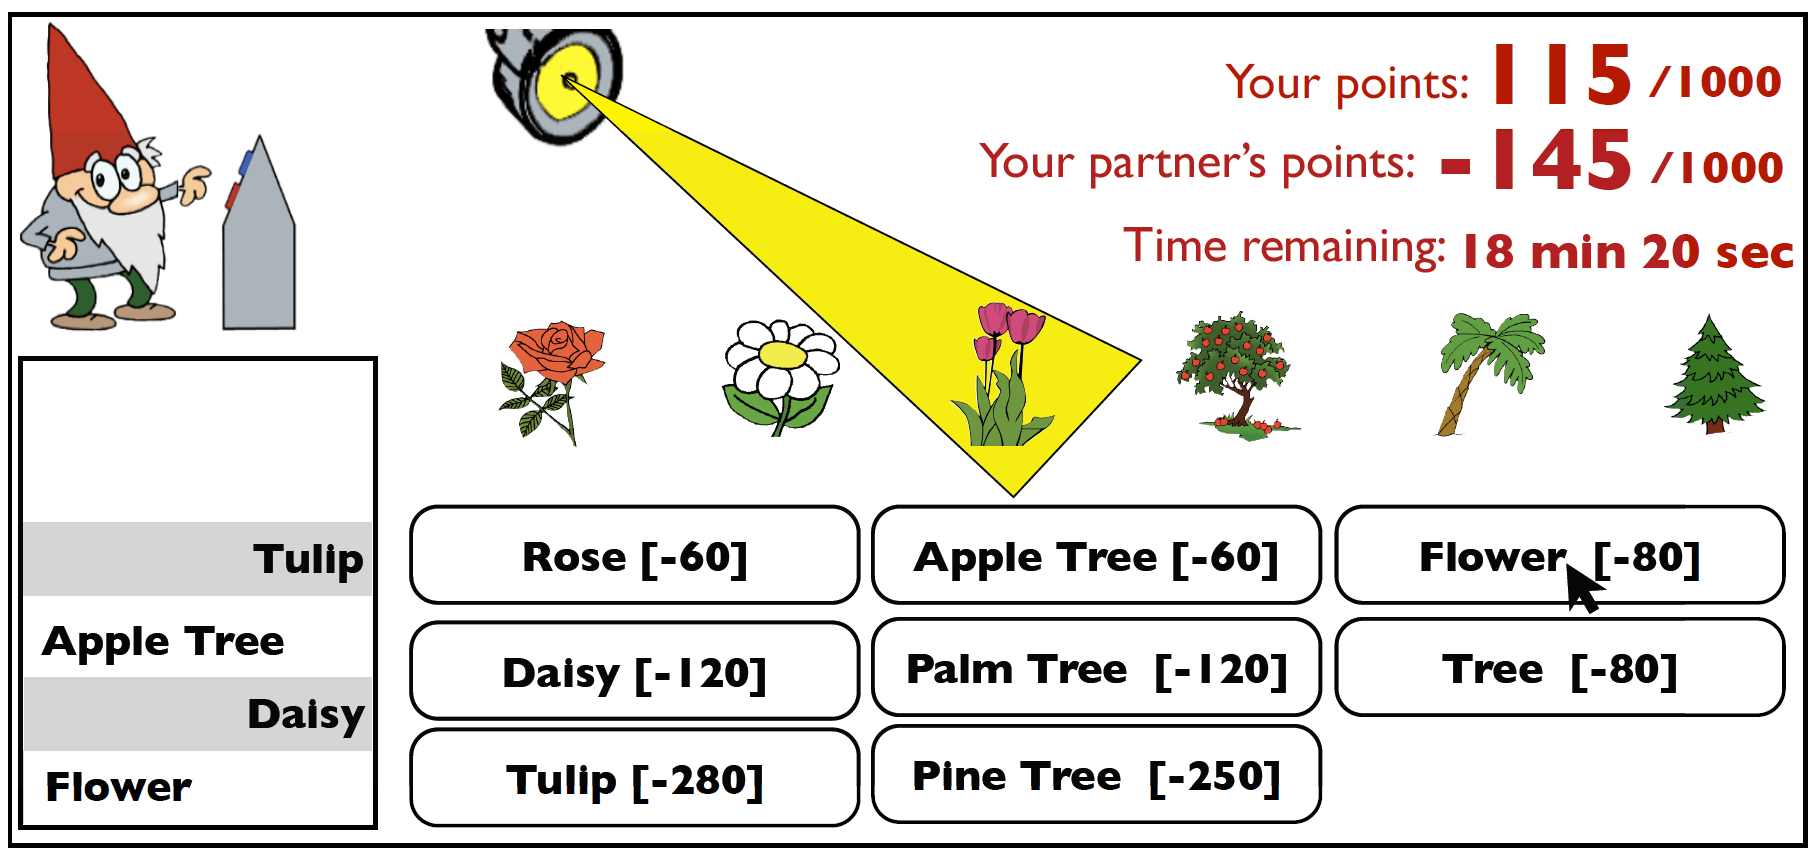 Your points: 115 /1000
Your partner's points: -145 /1000
Time remaining: 18 min 20 sec
Tulip
Apple Tree
Daisy
Flower
Rose [-60]
Apple Tree [-60]
Flower [-80]
Daisy [-120]
Palm Tree [-120]
Tree [-80]
Tulip [-280]
Pine Tree [-250]